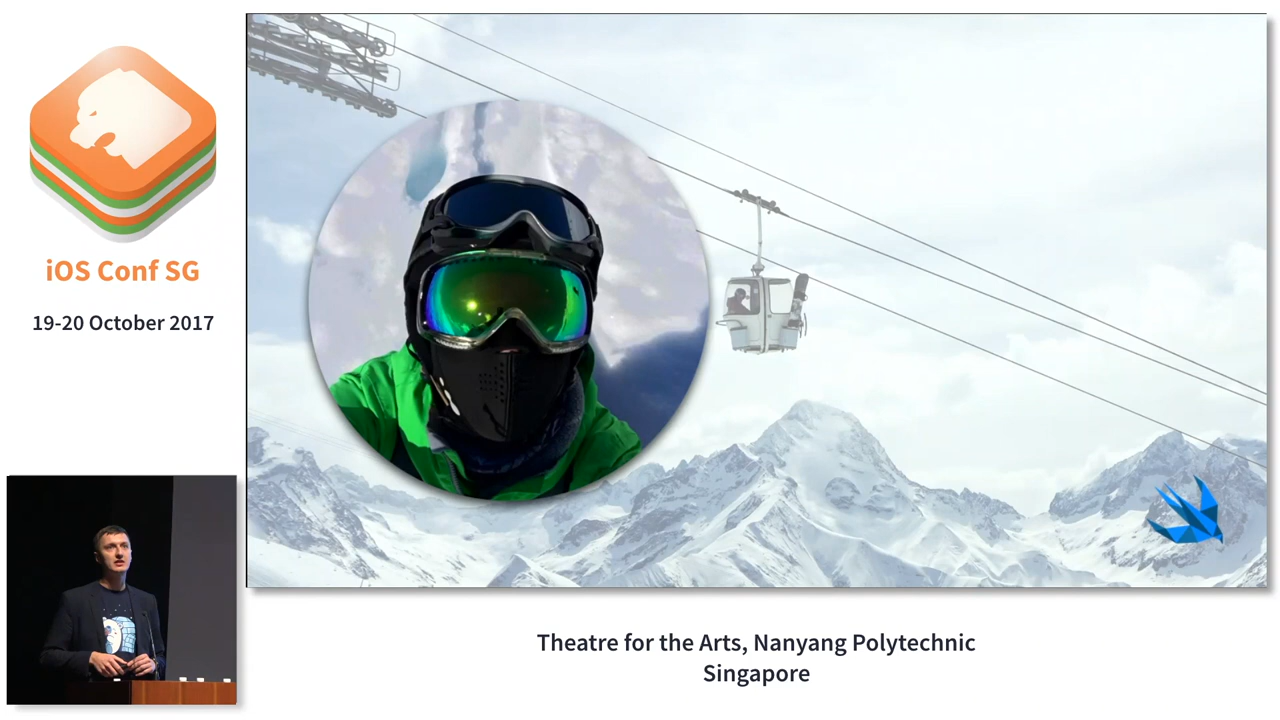 iOS Conf SG
19-20 October 2017
Theatre for the Arts, Nanyang Polytechnic
Singapore